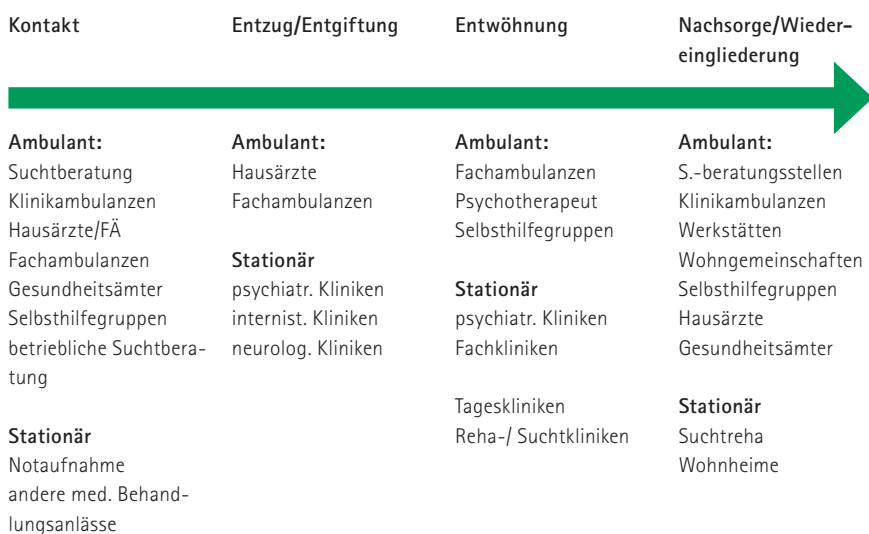 Kontakt
Entzug/Entgiftung
Entwöhnung
Nachsorge/Wieder-
eingliederung
Ambulant:
Suchtberatung
Klinikambulanzen
Hausärzte/FÄ
Fachambulanzen
Gesundheitsämter
Selbsthilfegruppen
betriebliche Suchtbera-
tung
Stationär
Notaufnahme
andere med. Behand-
lungsanlässe
Ambulant:
Hausärzte
Fachambulanzen
Stationär
psychiatr. Kliniken
internist. Kliniken
neurolog. Kliniken
Ambulant:
Fachambulanzen
Psychotherapeut
Selbsthilfegruppen
Stationär
psychiatr. Kliniken
Fachkliniken
Tageskliniken
Reha-/ Suchtkliniken
Ambulant:
S.-beratungsstellen
Klinikambulanzen
Werkstätten
Wohngemeinschaften
Selbsthilfegruppen
Hausärzte
Gesundheitsämter
Stationär
Suchtreha
Wohnheime